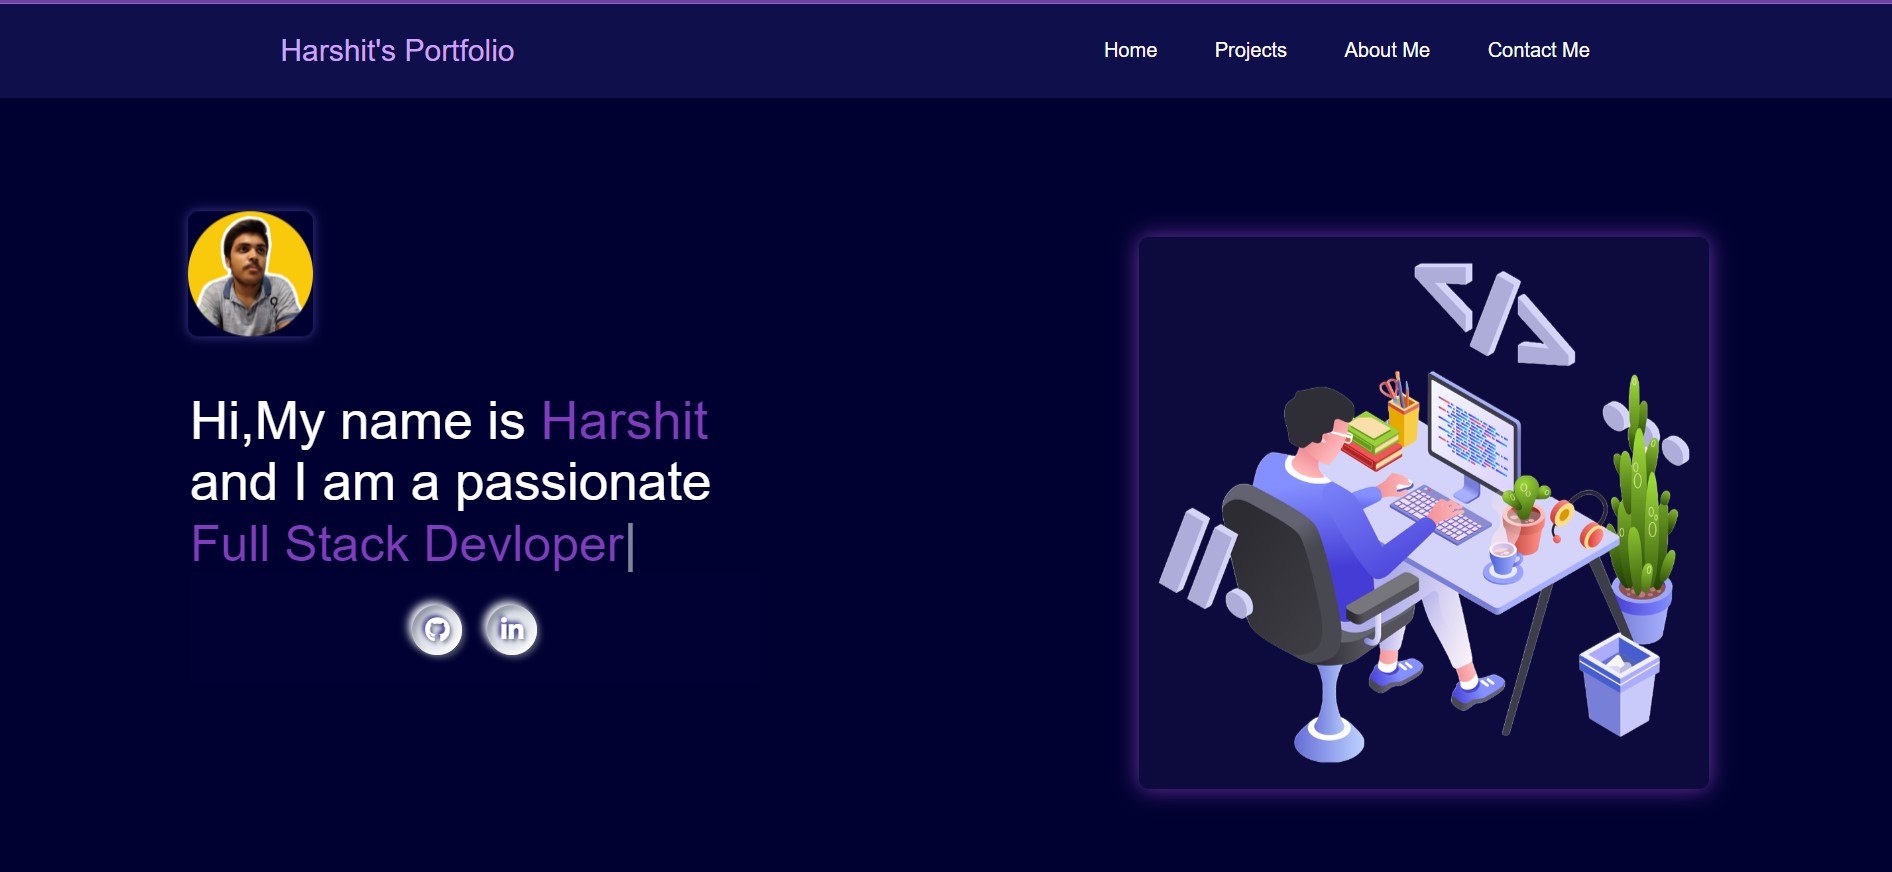 Harshit's Portfolio
Home Projects About Me Contact Me
Hi,My name is Harshit
and I am a passionate
Full Stack Devloper|
in